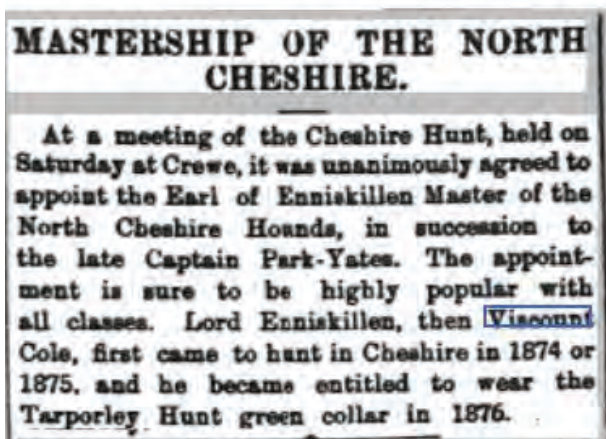 MASTERSHIP OF THE NORTH
CHESHIRE.
At a meeting of the Cheshire Hunt, held on
Saturday at Crewe, it was unanimously agreed to
appoint the Earl of Enniskillen Master of the
North Cheshire Hounds, in succession to
the late Captain Park-Yates. The appoint-
ment is sure to be highly popular with
all classes. Lord Enniskillen, then Viscount
Cole, first came to hunt in Cheshire in 1874 or
1875, and he became entitled to wear the
Tarporley Hunt green collar in 1876.